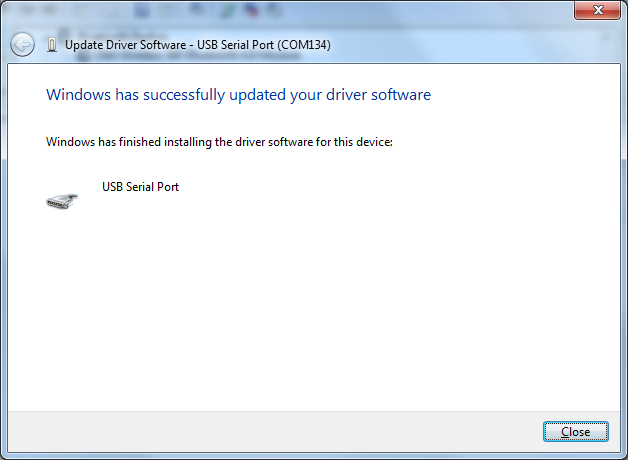 Update Driver Software - USB Serial Port (COM134)
Windows has successfully updated your driver software
Windows has finished installing the driver software for this device:
USB Serial Port
Close